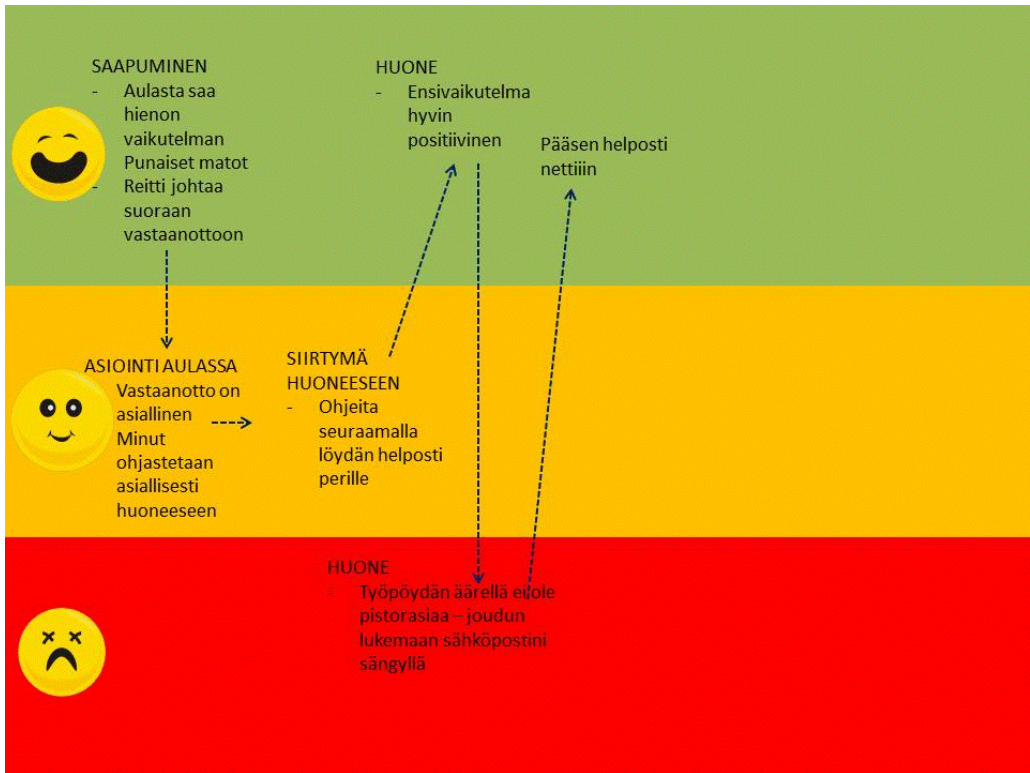 SAAPUMINEN
- Aulasta saa
hienon
vaikutelman
Punaiset matot
- Reitti johtaa
suoraan
vastaanottoon
HUONE
- Ensivaikutelma
hyvin
positiivinen
Pääsen helposti
nettiiin
ASIOINTI AULASSA
Vastaanotto on
asiallinen
Minut
ohjastetaan
asiallisesti
huoneeseen
SIIRTYMÄ
HUONEESEEN
- Ohjeita
seuraamalla
löydän helposti
perille
HUONE
- Työpöydän äärellä ei ole
pistorasiaa – joudun
lukemaan sähköpostini
sängyllä